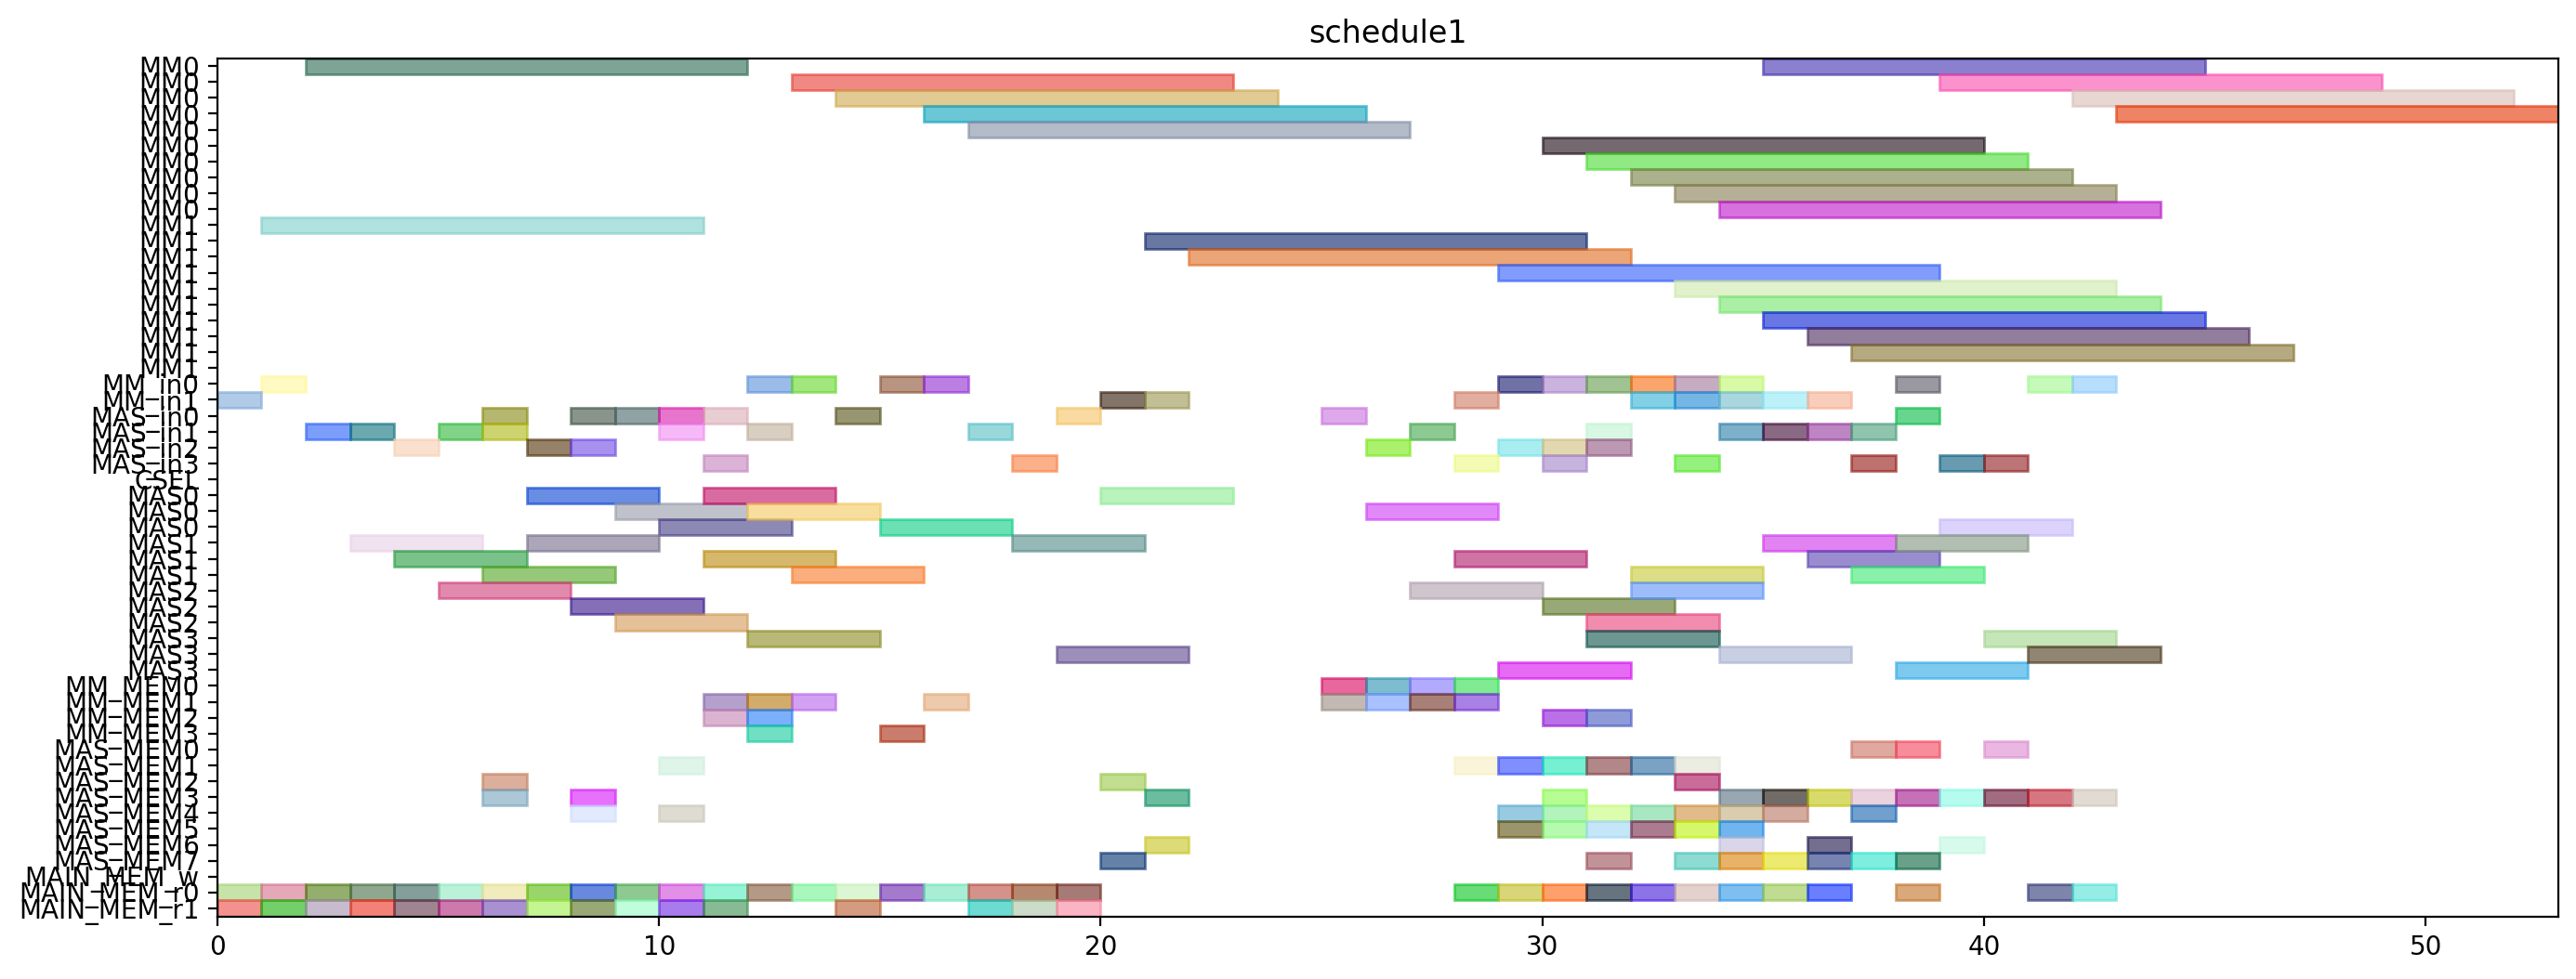 schedule1
MM0
MM0
MM0
MM0
MM0
MM0
MM0
MM0
MM0
MM0
MM1
MM1
MM1
MM1
MM1
MM1
MM1
MM1
MM1
MM1
MM_in0
MM_in1
MAS_in0
MAS_in1
MAS_in2
MAS_in3
CSEL
MAS0
MAS0
MAS0
MAS1
MAS1
MAS1
MAS2
MAS2
MAS2
MAS3
MAS3
MAS3
MM_MEM0
MM_MEM1
MM_MEM2
MM_MEM3
MAS_MEM0
MAS_MEM1
MAS_MEM2
MAS_MEM3
MAS_MEM4
MAS_MEM5
MAS_MEM6
MAS_MEM7
MAIN_MEM_w
MAIN_MEM_r0
MAIN_MEM_r1
0 10 20 30 40 50